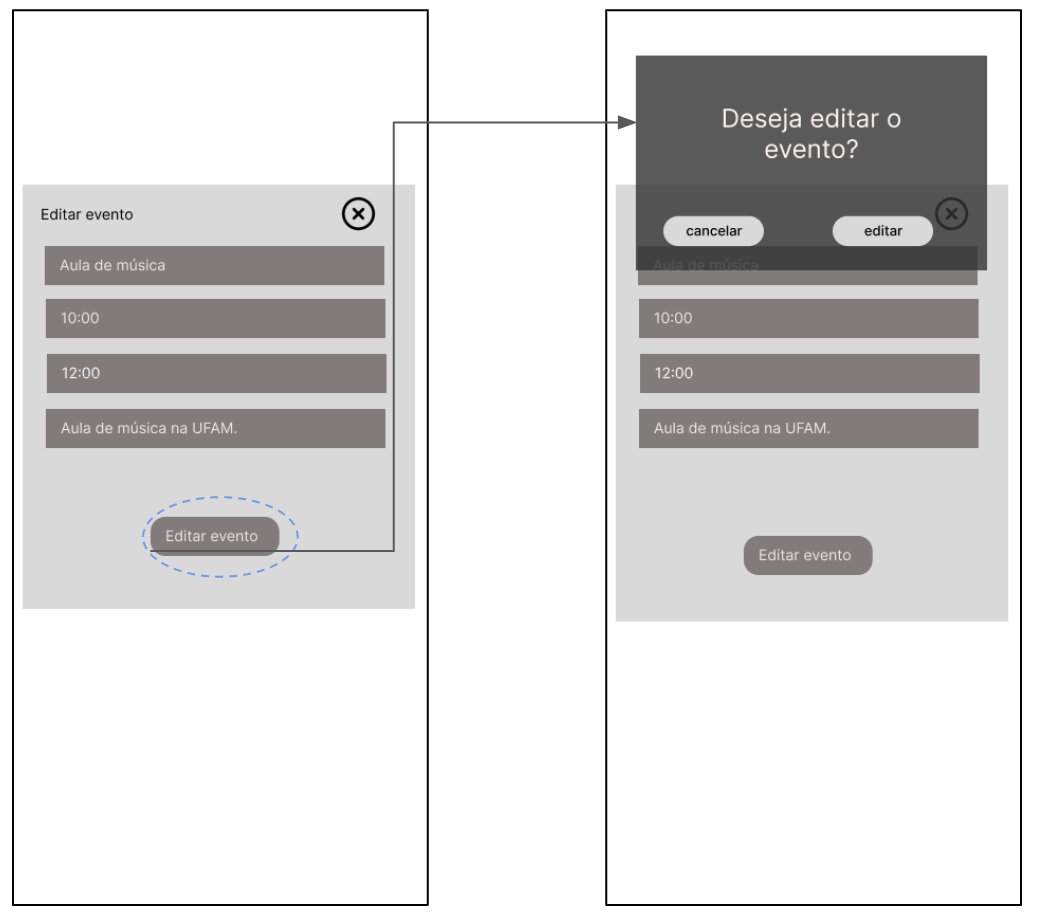 Editar evento
Aula de música
10:00
12:00
Aula de música na UFAM.
Editar evento
Deseja editar o
evento?
cancelar
editar
Aula de música
10:00
12:00
Aula de música na UFAM.
Editar evento